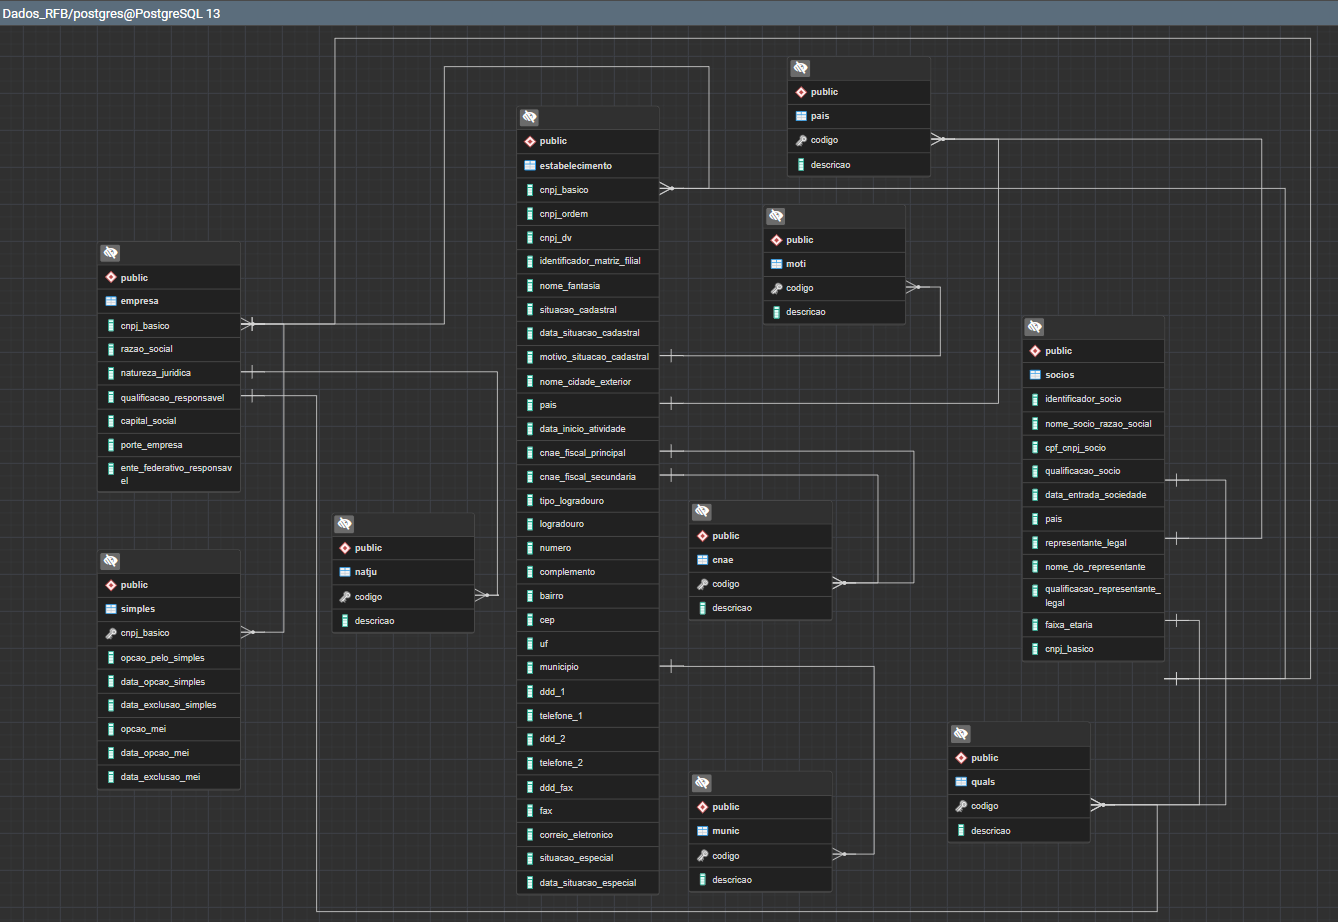 Dados_RFB/postgres@PostgreSQL 13
public
pais
codigo
descricao
public
estabelecimento
cnpj_basico
cnpj_ordem
cnpj_dv
identificador_matriz_filial
nome_fantasia
situacao_cadastral
data_situacao_cadastral
motivo_situacao_cadastral
nome_cidade_exterior
pais
data_inicio_atividade
cnae_fiscal_principal
cnae_fiscal_secundaria
tipo_logradouro
logradouro
numero
complemento
bairro
cep
uf
municipio
ddd_1
telefone_1
ddd_2
telefone_2
ddd_fax
fax
correio_eletronico
situacao_especial
data_situacao_especial
public
moti
codigo
descricao
public
empresa
cnpj_basico
razao_social
natureza_juridica
qualificacao_responsavel
capital_social
porte_empresa
ente_federativo_responsav
el
public
socios
identificador_socio
nome_socio_razao_social
cpf_cnpj_socio
qualificacao_socio
data_entrada_sociedade
pais
representante_legal
nome_do_representante
qualificacao_representante_
legal
faixa_etaria
cnpj_basico
public
cnae
codigo
descricao
public
natju
codigo
descricao
public
simples
cnpj_basico
opcao_pelo_simples
data_opcao_simples
data_exclusao_simples
opcao_mei
data_opcao_mei
data_exclusao_mei
public
quals
codigo
descricao
public
munic
codigo
descricao